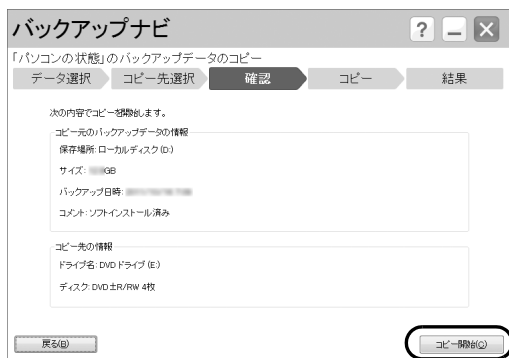 バックアップナビ
?
「パソコンの状態」のバックアップデータのコピー
データ選択 コピー先選択 確認 コピー 結果
次の内容でコピーを開始します。
コピー元のバックアップデータの情報
保存場所:ローカルディスク(D:)
サイズ: GB
バックアップ日時:
コメント:ソフトインストール済み
コピー先の情報
ドライブ名:DVDドライブ(E:)
ディスク:DVD±R/RW 4枚
戻る(B) コピー開始(C)